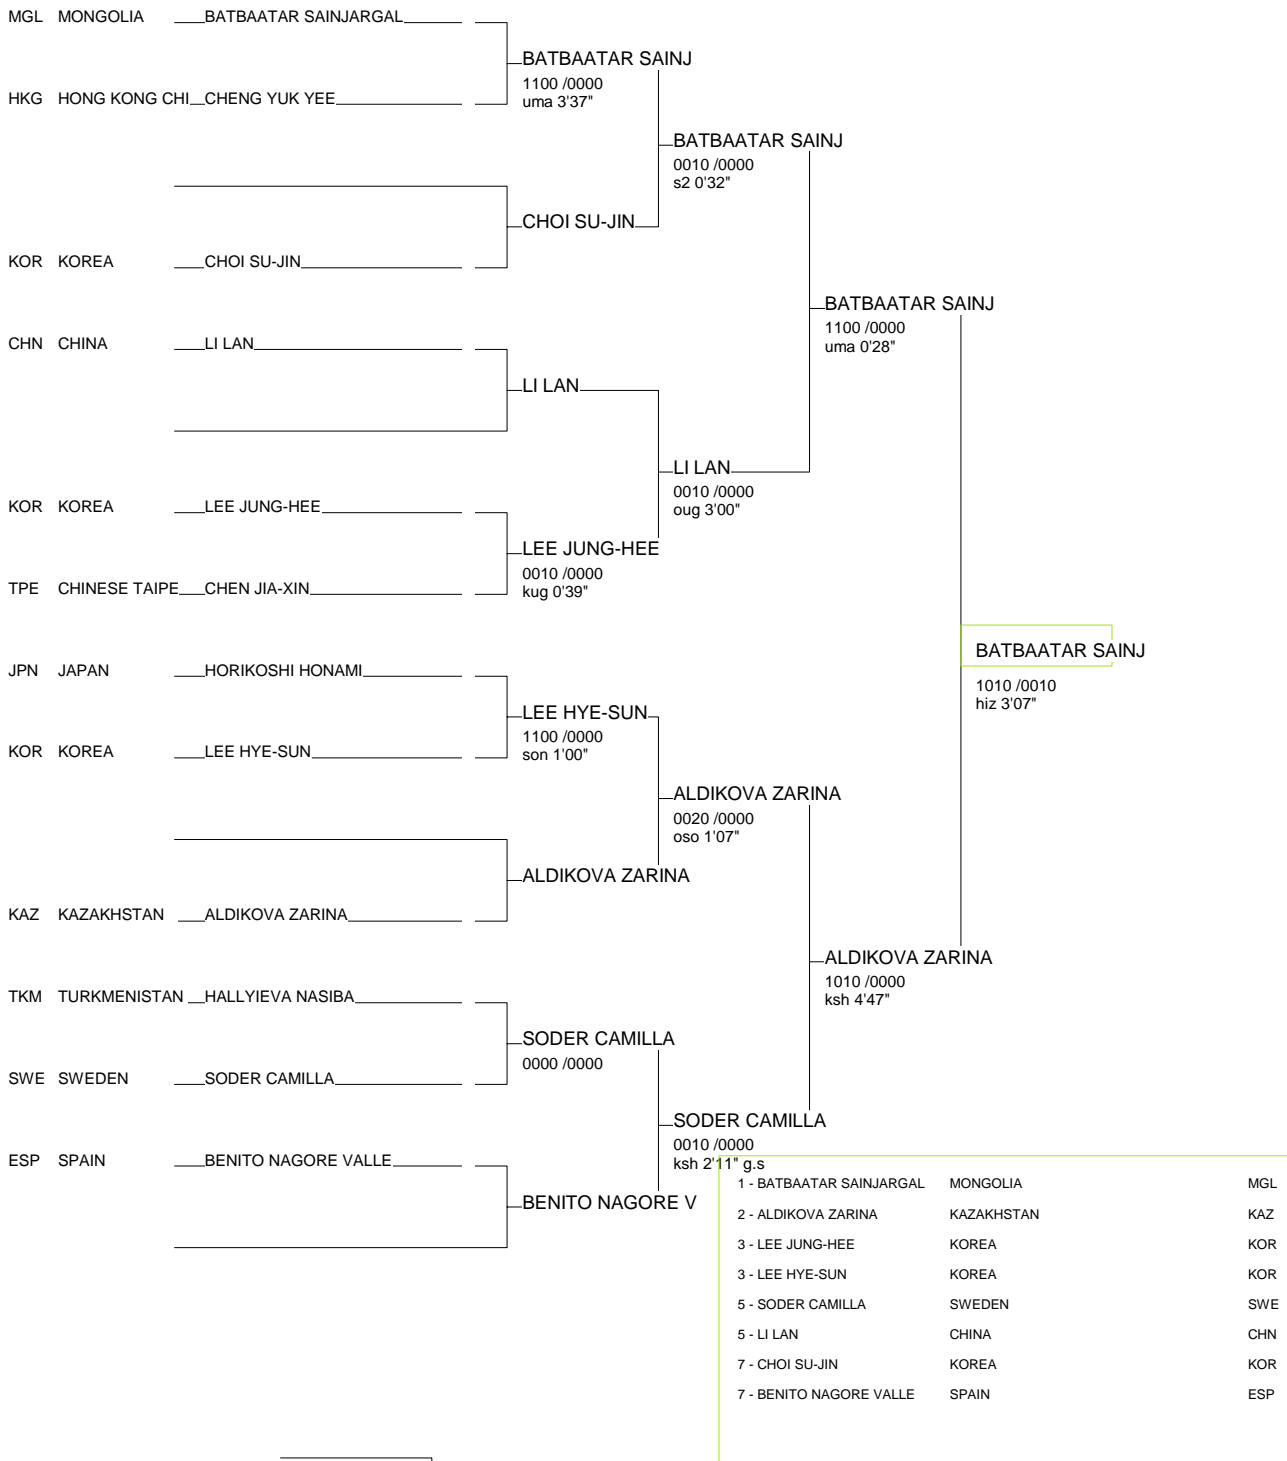 MGL MONGOLIA BATBAATAR SAINJARGAL
BATBAATAR SAINJ
1100 /0000
uma 3'37"
HKG HONG KONG CHI CHENG YUK YEE
BATBAATAR SAINJ
0010 /0000
s2 0'32"
CHOI SU-JIN
KOR KOREA CHOI SU-JIN
BATBAATAR SAINJ
1100 /0000
uma 0'28"
CHN CHINA LI LAN
LI LAN
LI LAN
0010 /0000
oug 3'00"
KOR KOREA LEE JUNG-HEE
LEE JUNG-HEE
0010 /0000
kug 0'39"
TPE CHINESE TAIPE CHEN JIA-XIN
BATBAATAR SAINJ
1010 /0010
hiz 3'07"
JPN JAPAN HORIKOSHI HONAMI
LEE HYE-SUN
1100 /0000
son 1'00"
KOR KOREA LEE HYE-SUN
ALDIKOVA ZARINA
0020 /0000
oso 1'07"
ALDIKOVA ZARINA
KAZ KAZAKHSTAN ALDIKOVA ZARINA
ALDIKOVA ZARINA
1010 /0000
ksh 4'47"
TKM TURKMENISTAN HALLYIEVA NASIBA
SODER CAMILLA
0000 /0000
SWE SWEDEN SODER CAMILLA
SODER CAMILLA
0010 /0000
ksh 2'11" g.s
ESP SPAIN BENITO NAGORE VALLE
BENITO NAGORE V
1 - BATBAATAR SAINJARGAL MONGOLIA MGL
2 - ALDIKOVA ZARINA KAZAKHSTAN KAZ
3 - LEE JUNG-HEE KOREA KOR
3 - LEE HYE-SUN KOREA KOR
5 - SODER CAMILLA SWEDEN SWE
5 - LI LAN CHINA CHN
7 - CHOI SU-JIN KOREA KOR
7 - BENITO NAGORE VALLE SPAIN ESP